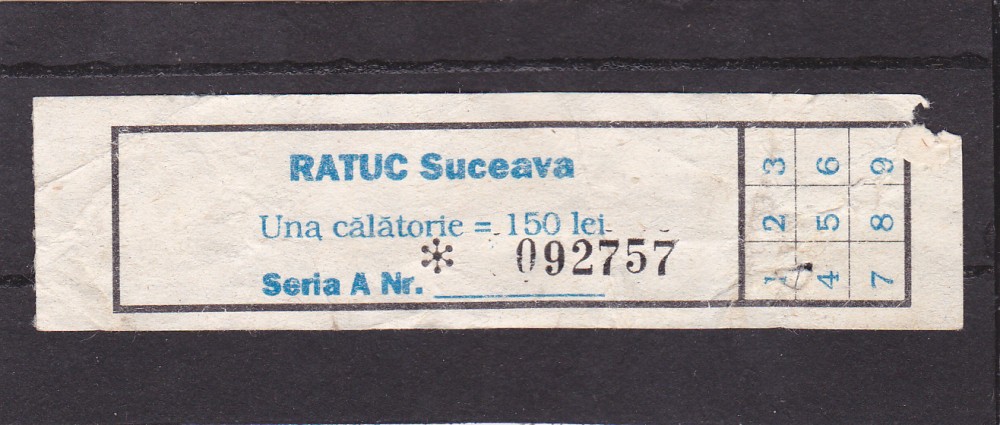 RATUC Suceava
Una călătorie = 150 lei
* 092757
Seria A Nr.
3 6 9
2 5 8
1 4 7